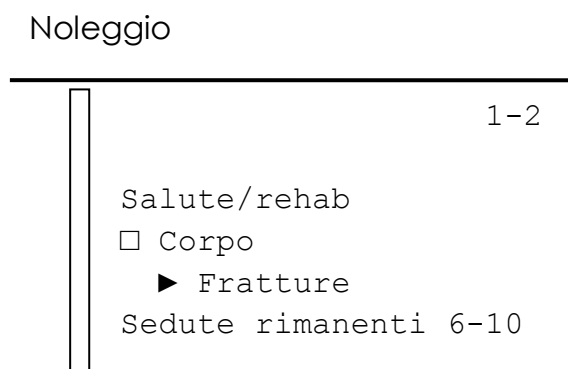 Noleggio
1-2
Salute/rehab
□ Corpo
► Fratture
Sedute rimanenti 6-10